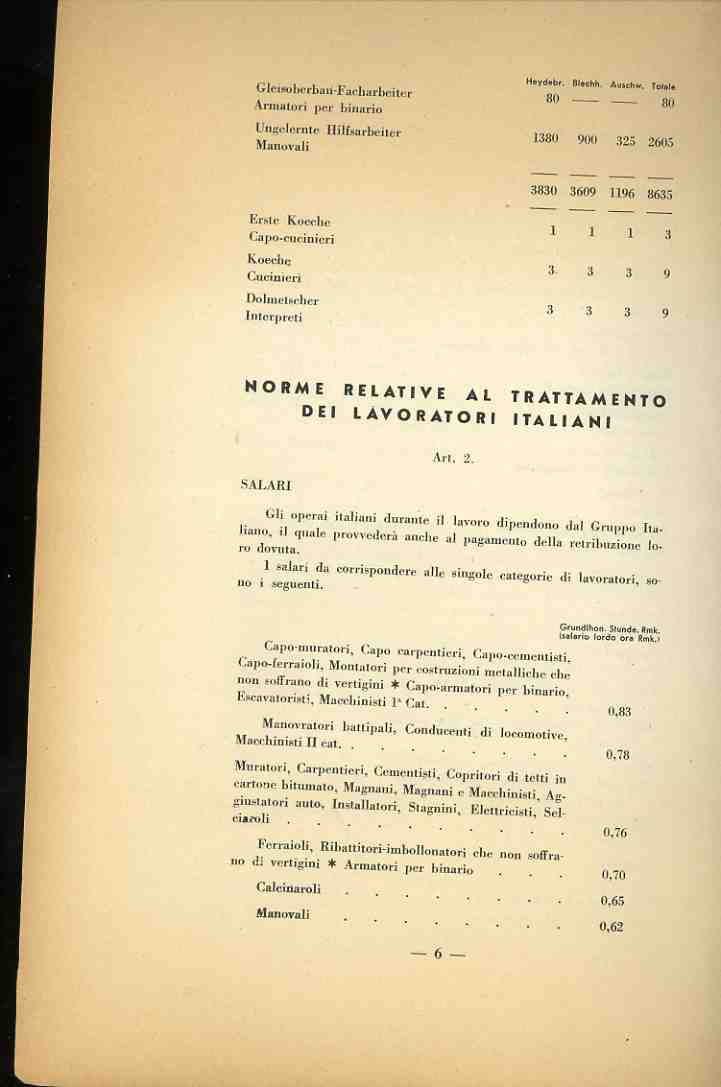 Heydebr. Blechh. Auschw. Totale
Gleisoberbau-Facharbeiter
Armatori per binario 80 — — 80
Ungelernte Hilfsarbeiter
Manovali 1380 900 325 2605
3830 3609 1196 8635
Erste Koeche
Capo-cucinieri 1 1 1 3
Koeche
Cucinieri 3 3 3 9
Dolmetscher
Interpreti 3 3 3 9
NORME RELATIVE AL TRATTAMENTO
DEI LAVORATORI ITALIANI
Art. 2.
SALARI
Gli operai italiani durante il lavoro dipendono dal Gruppo Ita-
liano, il quale provvederà anche al pagamento della retribuzione lo-
ro dovuta.
I salari da corrispondere alle singole categorie di lavoratori, so-
no i seguenti.
Grundlhon. Stunde. Rmk.
(salario lordo ora Rmk.)
Capo-muratori, Capo carpentieri, Capo-cementisti,
Capo-ferraioli, Montatori per costruzioni metalliche che
non soffrano di vertigini * Capo-armatori per binario,
Escavatoristi, Macchinisti 1ª Cat. . . . . . 0,83
Manovratori battipali, Conducenti di locomotive,
Macchinisti II cat. . . . . . . . . 0,78
Muratori, Carpentieri, Cementisti, Copritori di tetti in
cartone bitumato, Magnani, Magnani e Macchinisti, Ag-
giustatori auto, Installatori, Stagnini, Elettricisti, Sel-
ciaroli . . . . . . . . . . 0,76
Ferraioli, Ribattitori-imbollonatori che non soffra-
no di vertigini * Armatori per binario . . . 0,70
Calcinaroli . . . . . . . . 0,65
Manovali . . . . . . . . 0,62
— 6 —